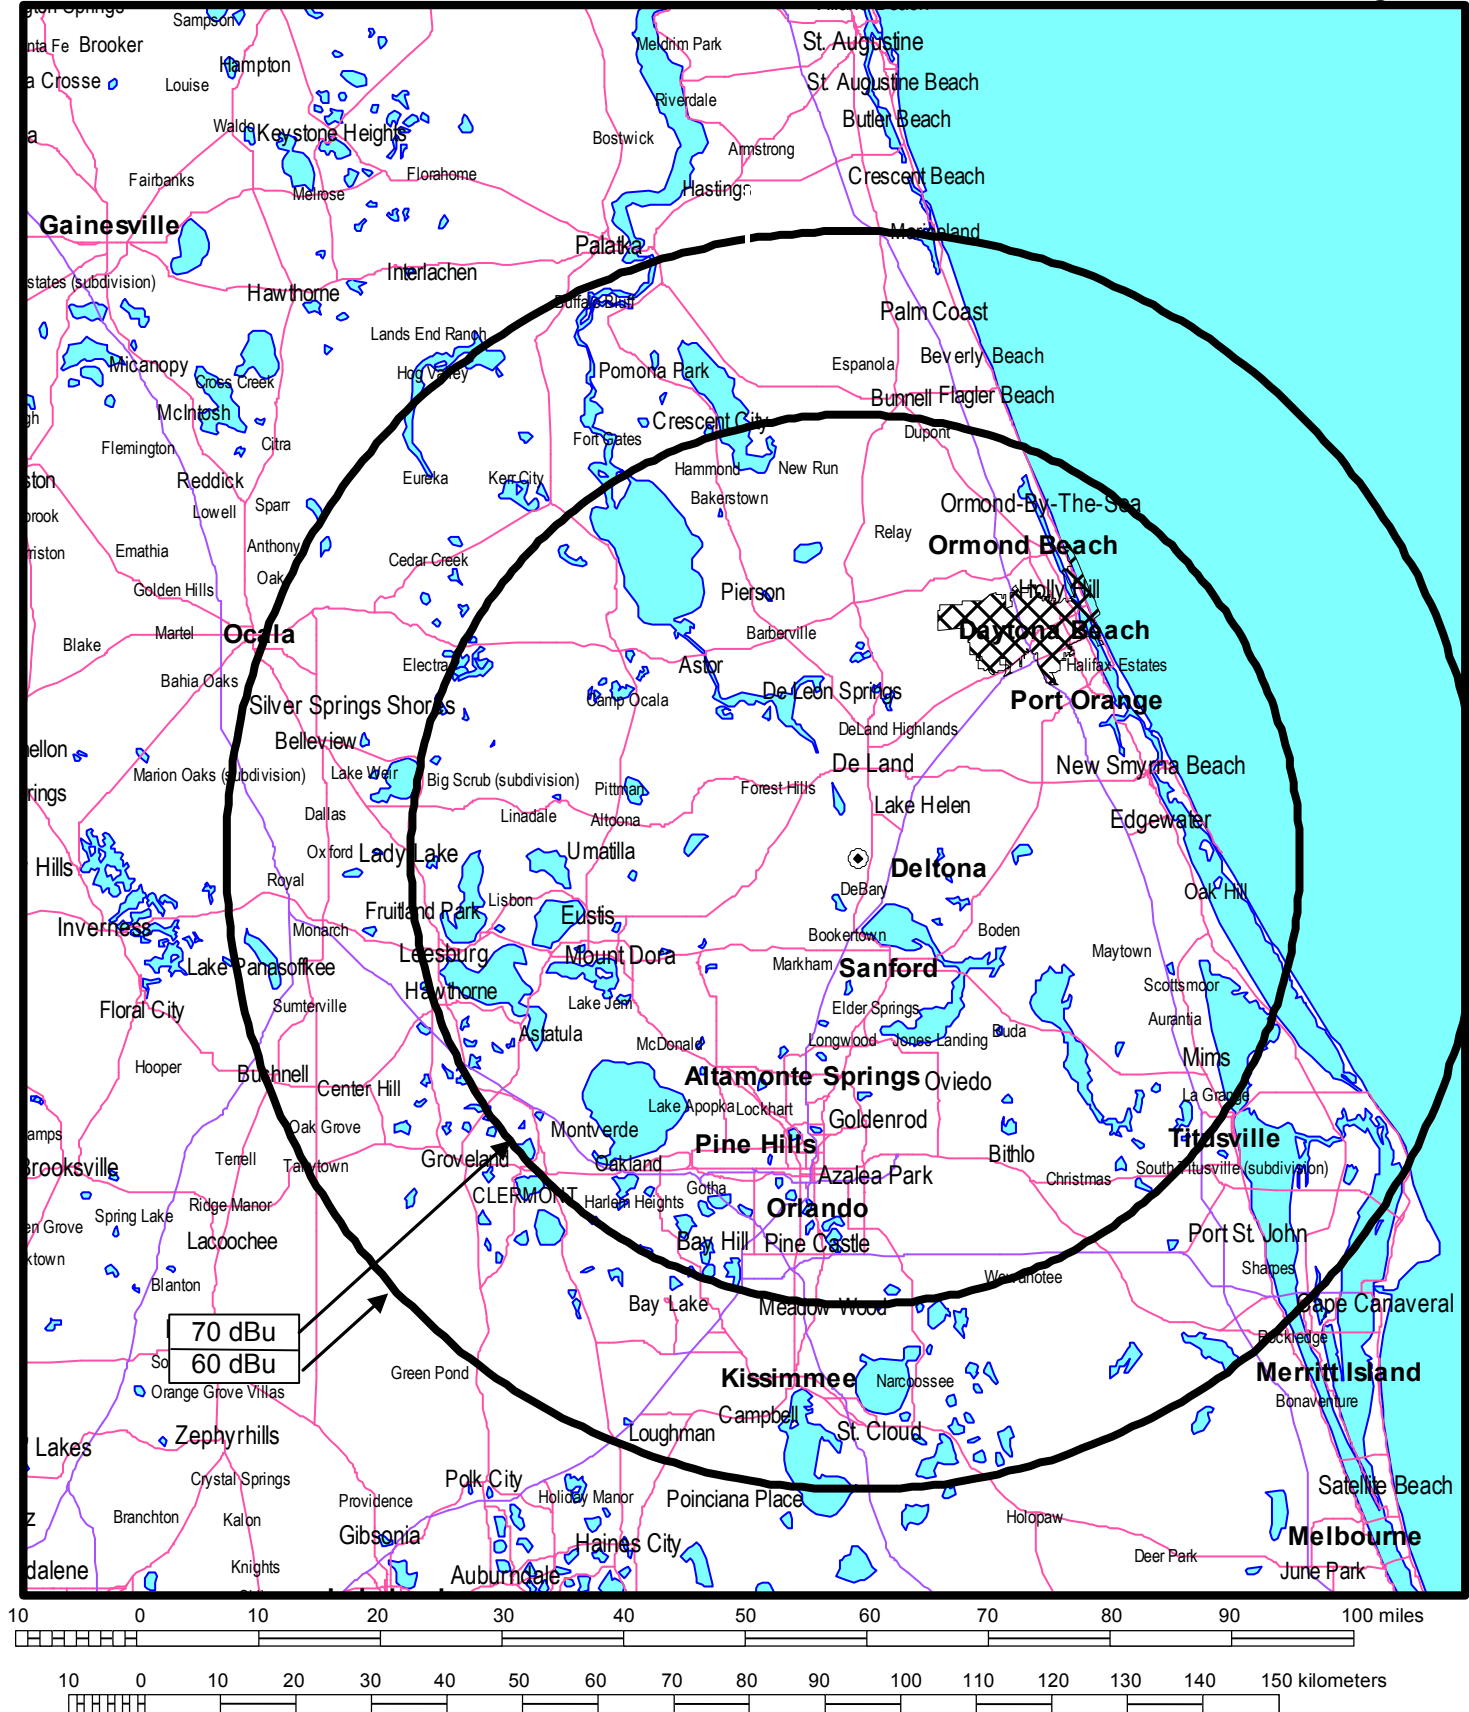 Sampson
Meldrim Park
St. Augustine
Brooker
Hampton
a Crosse
Louise
St. Augustine Beach
Riverdale
Butler Beach
Waldo
Keystone Heights
Bostwick
Armstrong
Fairbanks
Florahome
Crescent Beach
Melrose
Hastings
Gainesville
Marineland
Palatka
Interlachen
states (subdivision)
Hawthorne
Buffalo Bluff
Palm Coast
Lands End Ranch
Beverly Beach
Micanopy
Espanola
Hog Valley
Pomona Park
Cross Creek
Bunnell
Flagler Beach
McIntosh
Crescent City
Dupont
Flemington
Citra
Fort Gates
Hammond
New Run
Reddick
Eureka
Kerr City
Bakerstown
Ormond-By-The-Sea
Sparr
Lowell
Relay
Ormond Beach
Emathia
Anthony
Cedar Creek
Oak
Golden Hills
Pierson
Holly Hill
Martel
Ocala
Barberville
Daytona Beach
Blake
Electra
Astor
Halifax Estates
Bahia Oaks
De Leon Springs
Camp Ocala
Port Orange
Silver Springs Shores
DeLand Highlands
Belleview
De Land
New Smyrna Beach
Marion Oaks (subdivision)
Lake Weir
Big Scrub (subdivision)
Pittman
Forest Hills
Lake Helen
Dallas
Linadale
Altoona
Edgewater
Oxford
Lady Lake
Umatilla
Hills
Deltona
Royal
DeBary
Oak Hill
Lisbon
Fruitland Park
Eustis
Inverness
Monarch
Bookertown
Boden
Leesburg
Mount Dora
Maytown
Lake Panasoffkee
Markham
Sanford
Hawthorne
Scottsmoor
Floral City
Sumterville
Lake Jem
Elder Springs
Aurantia
Astatula
Buda
McDonald
Longwood
Jones Landing
Mims
Hooper
Bushnell
Center Hill
Altamonte Springs
Oviedo
La Grange
Lake Apopka
Lockhart
Goldenrod
Oak Grove
Montverde
Pine Hills
Titusville
Brooksville
Terrell
Tarrytown
Groveland
Oakland
Azalea Park
Bithlo
South Titusville (subdivision)
Christmas
CLERMONT
Harlem Heights
Gotha
Ridge Manor
Orlando
Spring Lake
en Grove
Lacoochee
Bay Hill
Pine Castle
Port St. John
ktown
Sharpes
Blanton
Wewahotee
Bay Lake
Meadow Wood
Cape Canaveral
70 dBu
60 dBu
Rockledge
Green Pond
Kissimmee
Narcoossee
Merritt Island
Orange Grove Villas
Bonaventure
Campbell
St. Cloud
Zephyrhills
Loughman
Lakes
Crystal Springs
Polk City
Satellite Beach
Providence
Holiday Manor
Poinciana Place
Branchton
Kalon
Holopaw
Gibsonia
Haines City
Melbourne
Deer Park
dalene
Knights
Auburndale
June Park
10 0 10 20 30 40 50 60 70 80 90 100 miles
10 0 10 20 30 40 50 60 70 80 90 100 110 120 130 140 150 kilometers